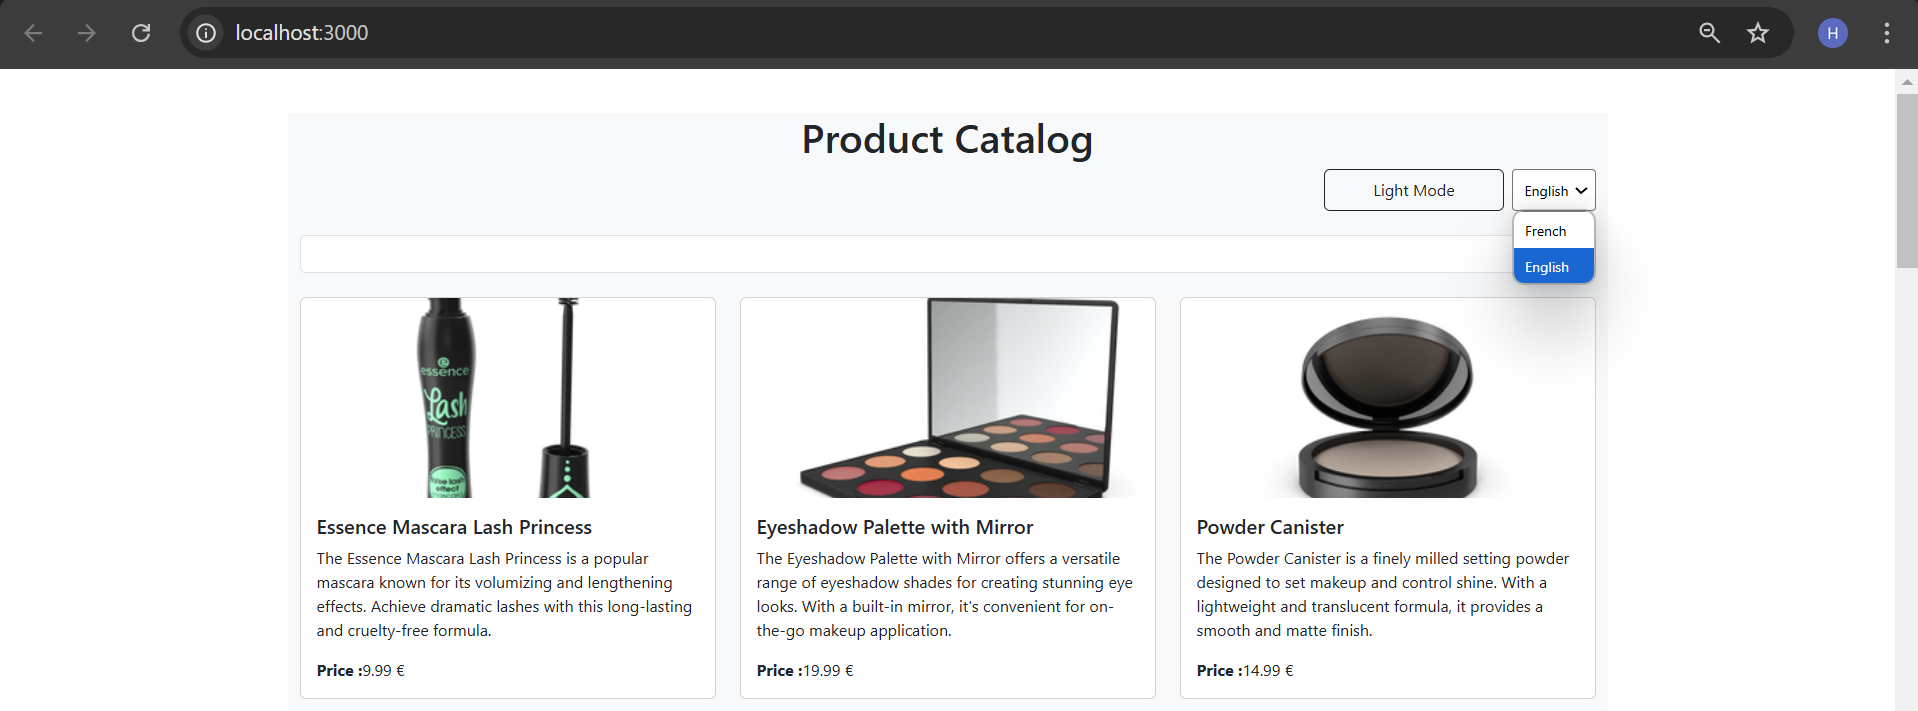 localhost:3000
H
Product Catalog
Light Mode
English
French
English
essence
Lash
PRINCESS
false lash
effect
mascara
Essence Mascara Lash Princess
The Essence Mascara Lash Princess is a popular
mascara known for its volumizing and lengthening
effects. Achieve dramatic lashes with this long-lasting
and cruelty-free formula.
Price :9.99 €
Eyeshadow Palette with Mirror
The Eyeshadow Palette with Mirror offers a versatile
range of eyeshadow shades for creating stunning eye
looks. With a built-in mirror, it's convenient for on-
the-go makeup application.
Price :19.99 €
Powder Canister
The Powder Canister is a finely milled setting powder
designed to set makeup and control shine. With a
lightweight and translucent formula, it provides a
smooth and matte finish.
Price :14.99 €